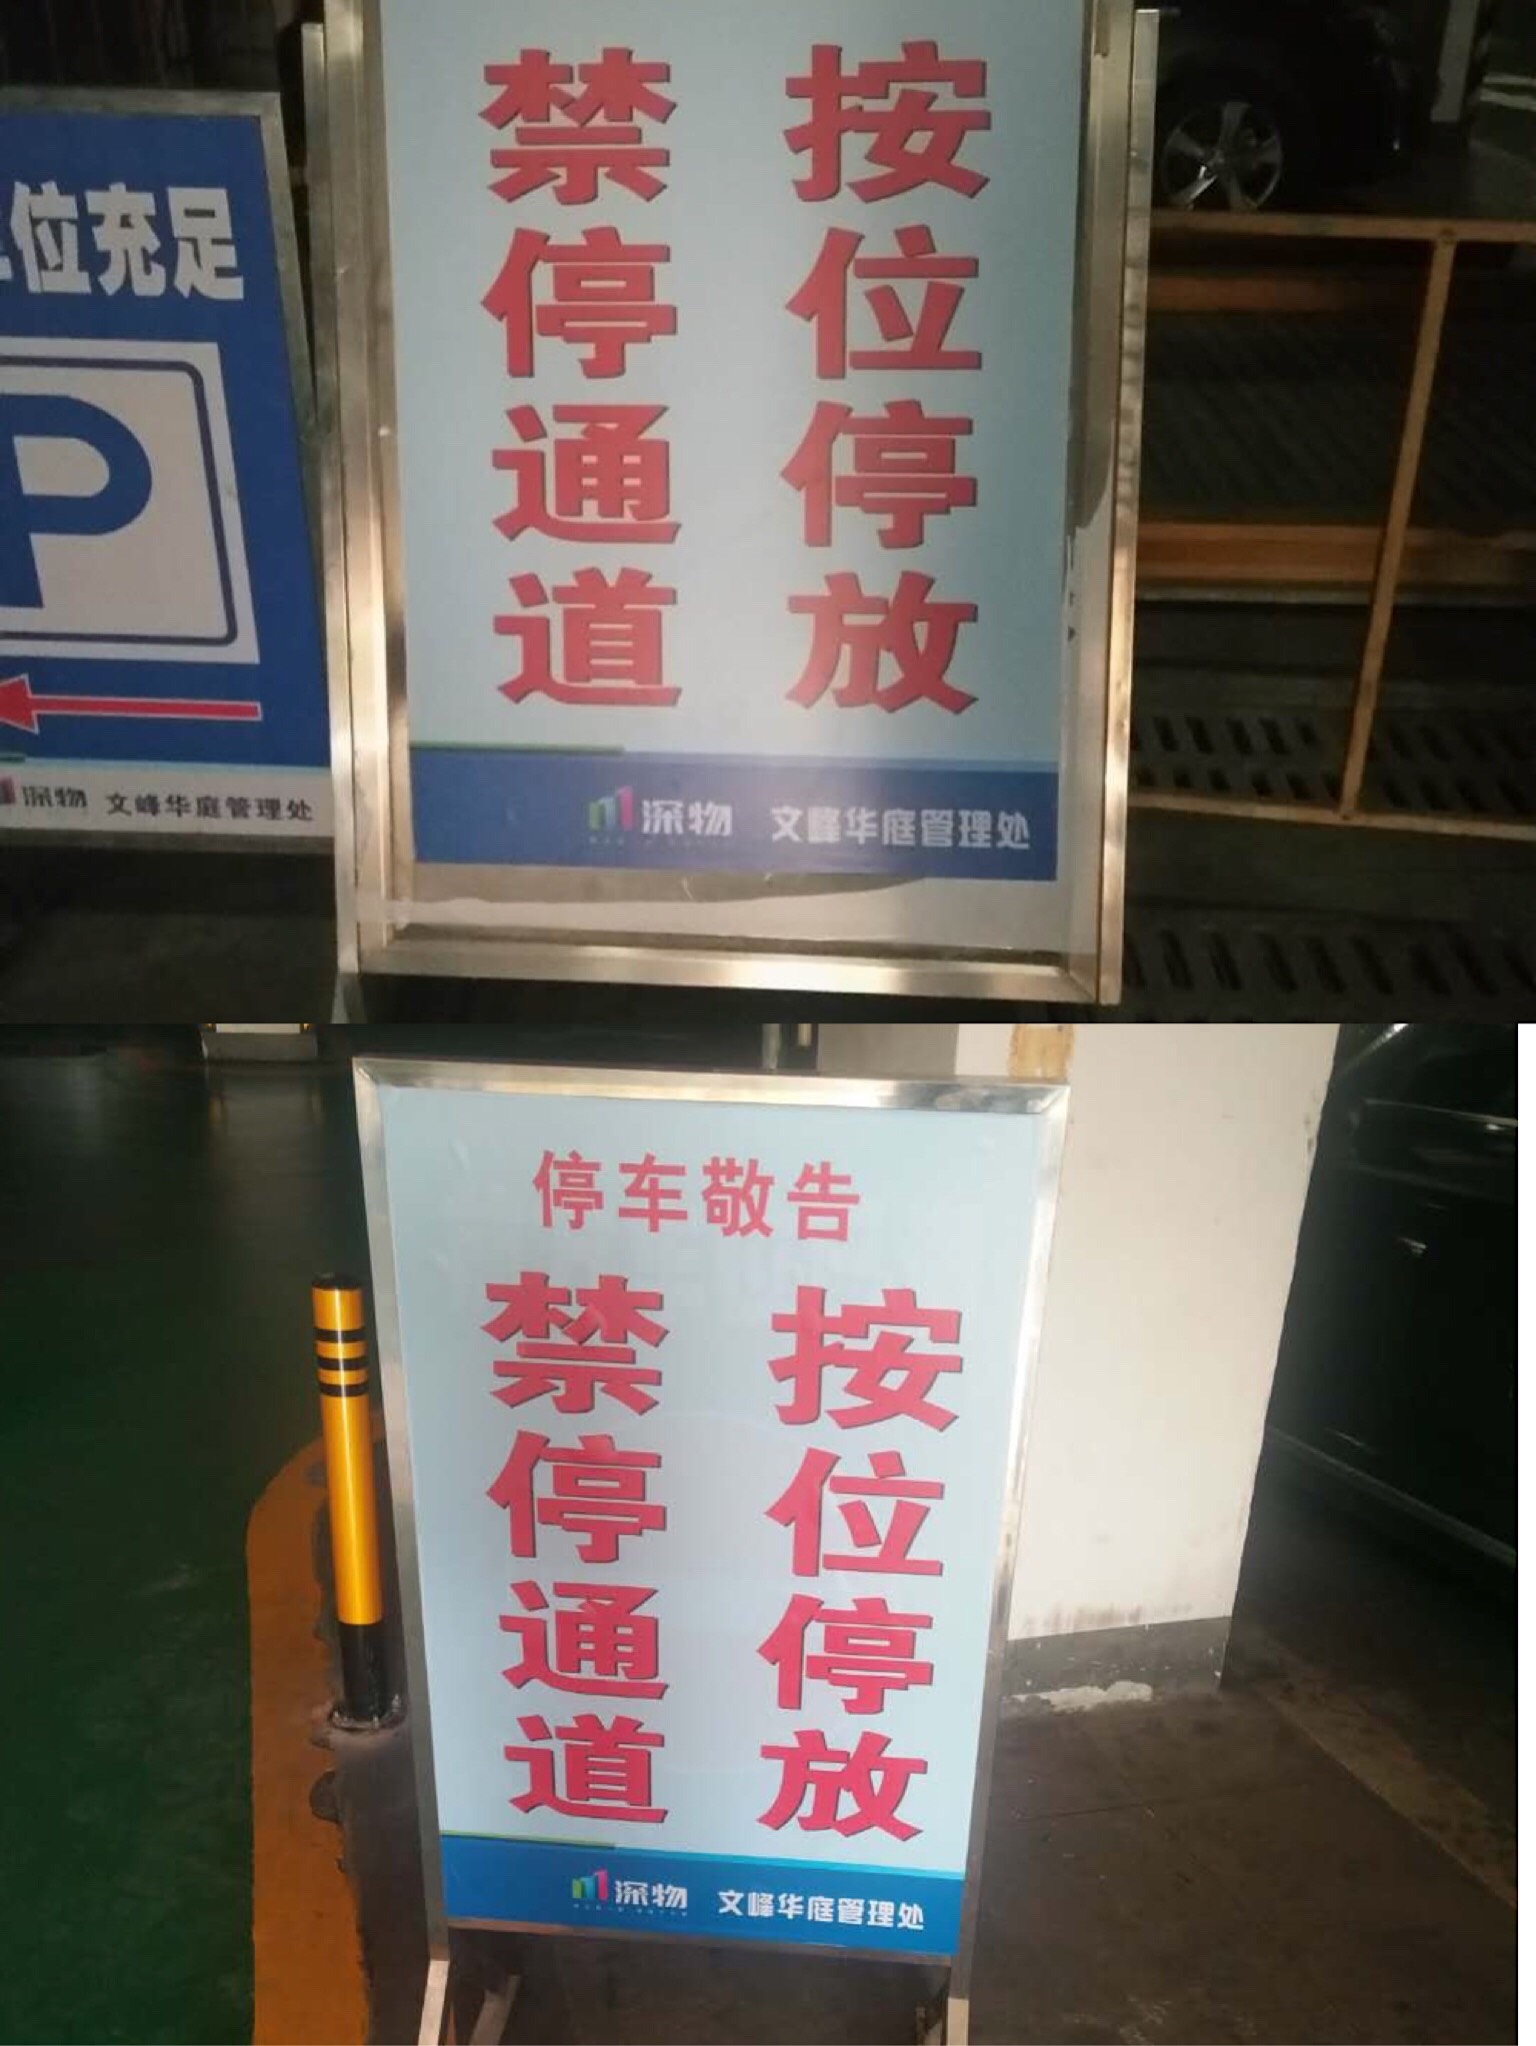 位充足
P
深物 文峰华庭管理处
禁停通道
按位停放
深物 文峰华庭管理处
停车敬告
禁停通道
按位停放
深物 文峰华庭管理处